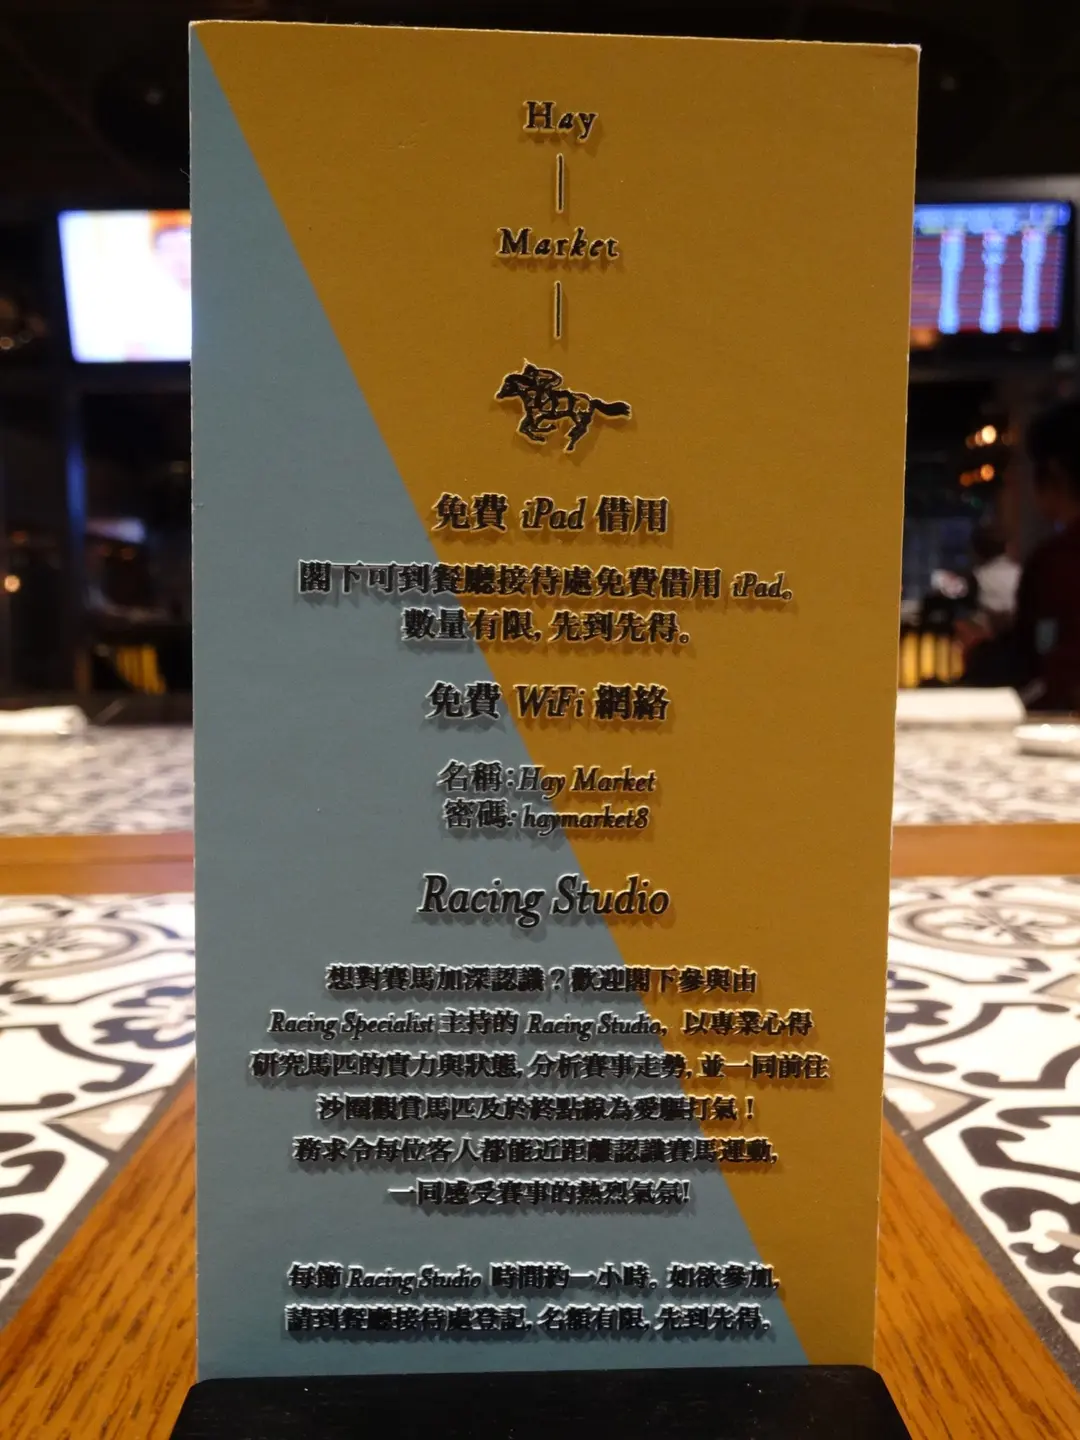 Hay
Market
免費 iPad 借用
閣下可到餐廳接待處免費借用 iPad。
數量有限, 先到先得。
免費 WiFi 網絡
名稱: Hay Market
密碼: haymarket8
Racing Studio
想對賽馬加深認識？歡迎閣下參與由
Racing Specialist 主持的 Racing Studio, 以專業心得
研究馬匹的實力與狀態, 分析賽事走勢, 並一同前往
沙圈觀賞馬匹及於終點線為愛駒打氣！
務求令每位客人都能近距離認識賽馬運動,
一同感受賽事的熱烈氣氛!
每節 Racing Studio 時間約一小時。如欲參加,
請到餐廳接待處登記, 名額有限, 先到先得。